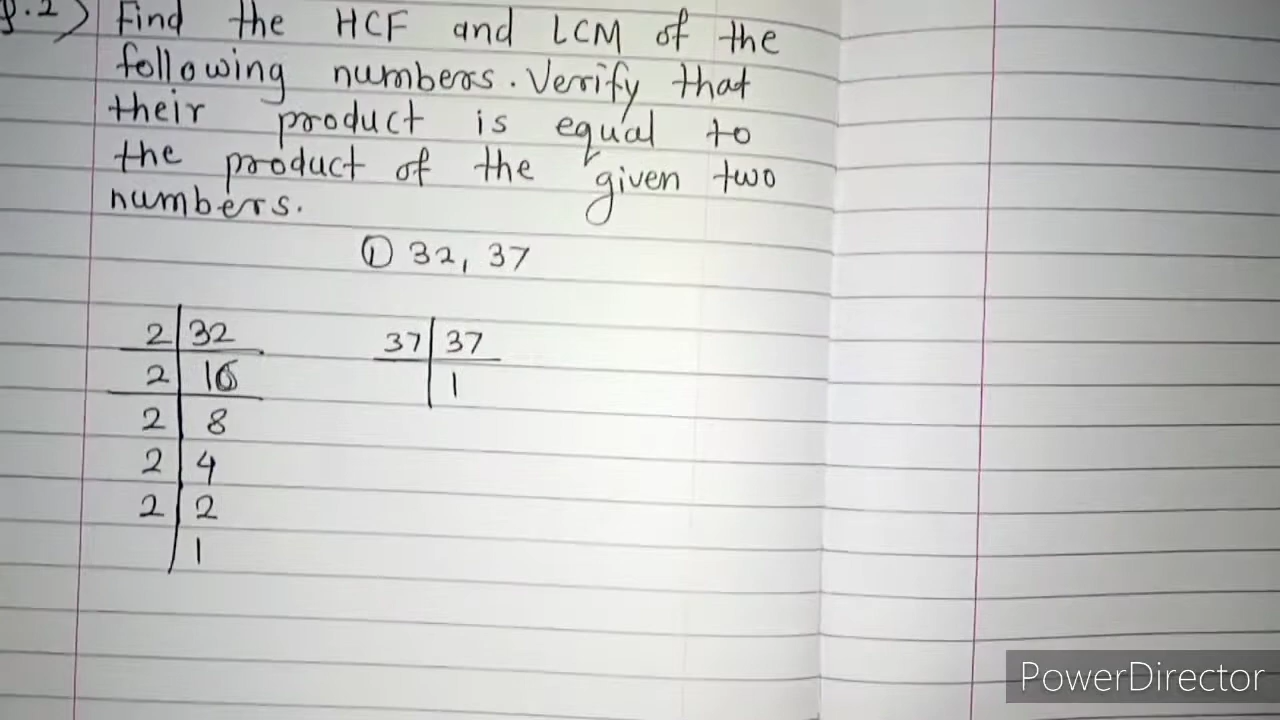 Q.2) Find the HCF and LCM of the
following numbers. Verify that
their product is equal to
the product of the given two
numbers.
① 32, 37
2 | 32
2 | 16
2 | 8
2 | 4
2 | 2
| 1
37 | 37
| 1
PowerDirector